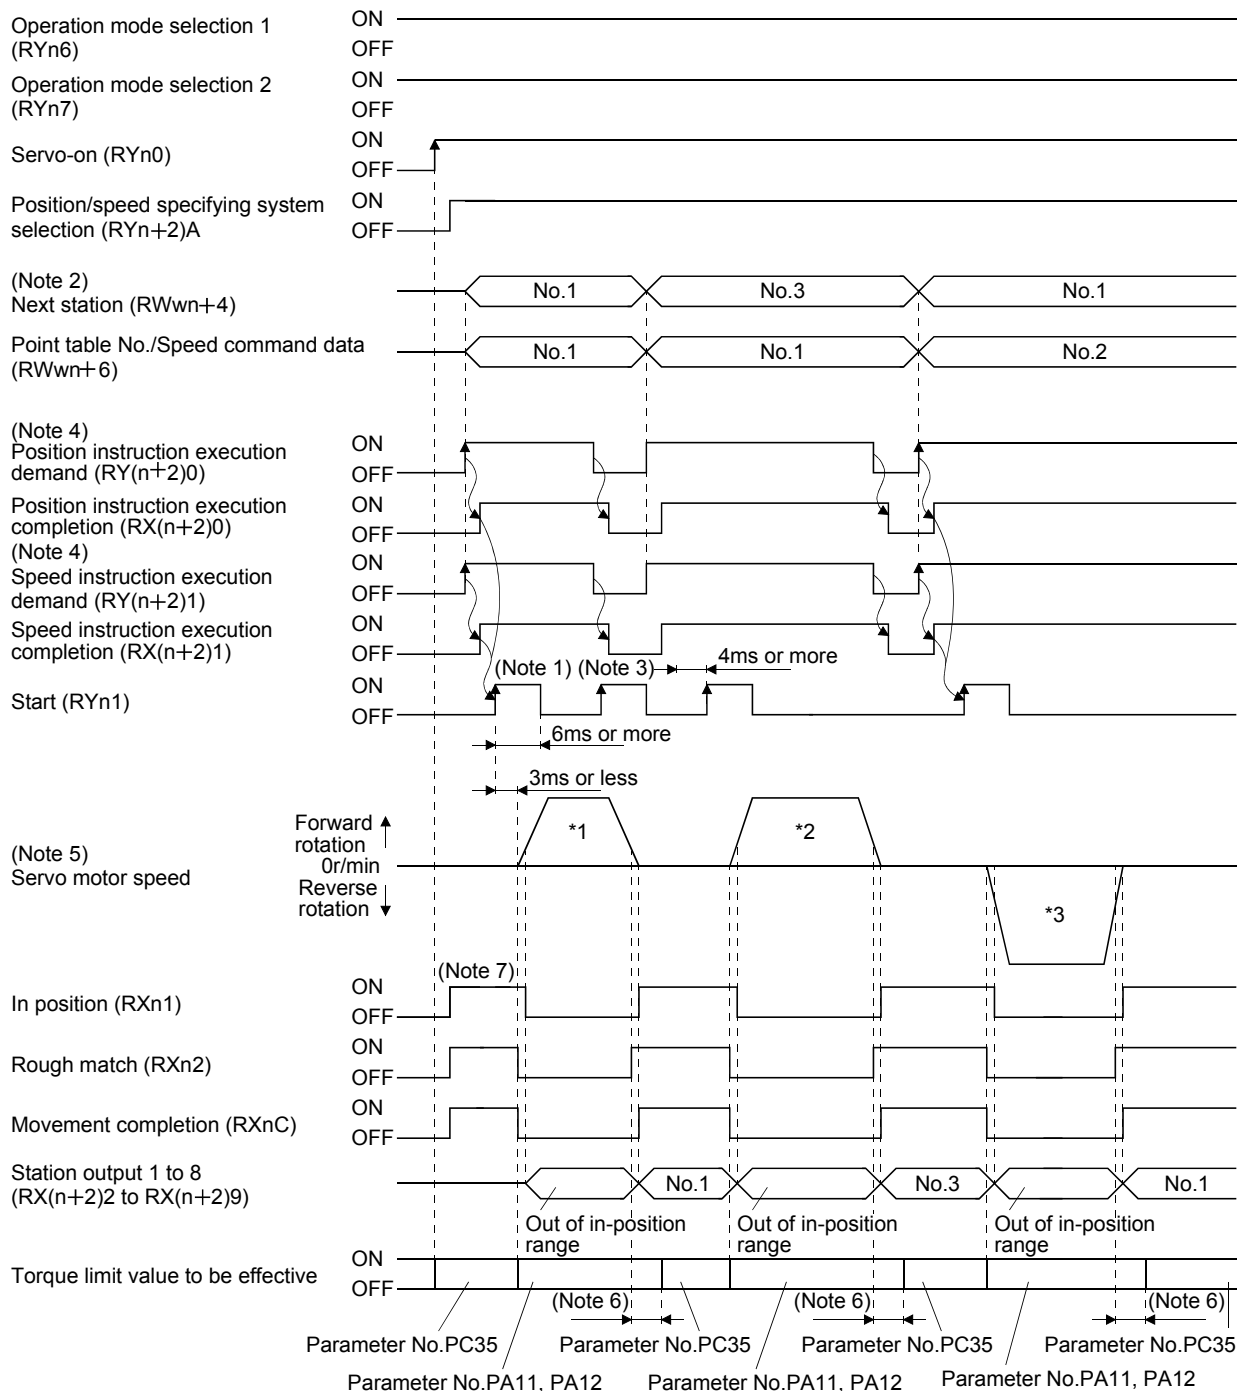 Operation mode selection 1 ON
(RYn6) OFF
Operation mode selection 2 ON
(RYn7) OFF
ON
Servo-on (RYn0)
OFF
ON
Position/speed specifying system
selection (RYn+2)A OFF
(Note 2)
Next station (RWwn+4) No.1 No.3 No.1
Point table No./Speed command data No.1 No.1 No.2
(RWwn+6)
(Note 4)
Position instruction execution ON
demand (RY(n+2)0) OFF
Position instruction execution ON
completion (RX(n+2)0) OFF
(Note 4)
Speed instruction execution ON
demand (RY(n+2)1) OFF
Speed instruction execution ON
completion (RX(n+2)1) OFF
(Note 1) (Note 3) 4ms or more
ON
Start (RYn1)
OFF
6ms or more
3ms or less
Forward
rotation *1 *2
(Note 5) 0r/min
Servo motor speed Reverse
rotation *3
(Note 7)
ON
In position (RXn1)
OFF
ON
Rough match (RXn2)
OFF
ON
Movement completion (RXnC)
OFF
Station output 1 to 8
(RX(n+2)2 to RX(n+2)9) No.1 No.3 No.1
Out of in-position Out of in-position Out of in-position
range range range
ON
Torque limit value to be effective
OFF
(Note 6) (Note 6) (Note 6)
Parameter No.PC35 Parameter No.PC35 Parameter No.PC35 Parameter No.PC35
Parameter No.PA11, PA12 Parameter No.PA11, PA12 Parameter No.PA11, PA12